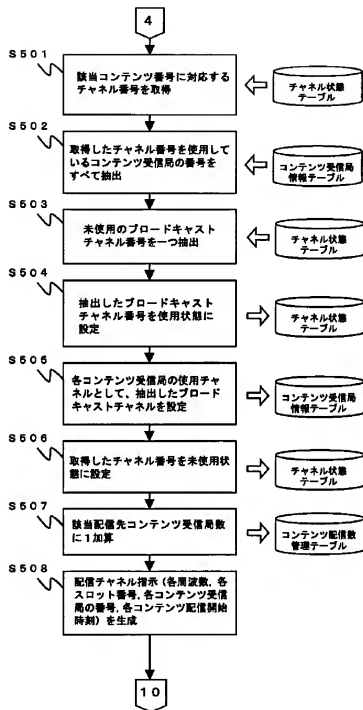 4
S501
該当コンテンツ番号に対応する
チャネル番号を取得
チャネル状態
テーブル
S502
取得したチャネル番号を使用して
いるコンテンツ受信局の番号を
すべて抽出
コンテンツ受信局
情報テーブル
S503
未使用のブロードキャスト
チャネル番号を一つ抽出
チャネル状態
テーブル
S504
抽出したブロードキャスト
チャネル番号を使用状態に
設定
チャネル状態
テーブル
S505
各コンテンツ受信局の使用チャ
ネルとして、抽出したブロード
キャストチャネルを設定
コンテンツ受信局
情報テーブル
S506
取得したチャネル番号を未使用状
態に設定
チャネル状態
テーブル
S507
該当配信先コンテンツ受信局数
に1加算
コンテンツ配信数
管理テーブル
S508
配信チャネル指示（各周波数，各
スロット番号，各コンテンツ受信
局の番号，各コンテンツ配信開始
時刻）を生成
10